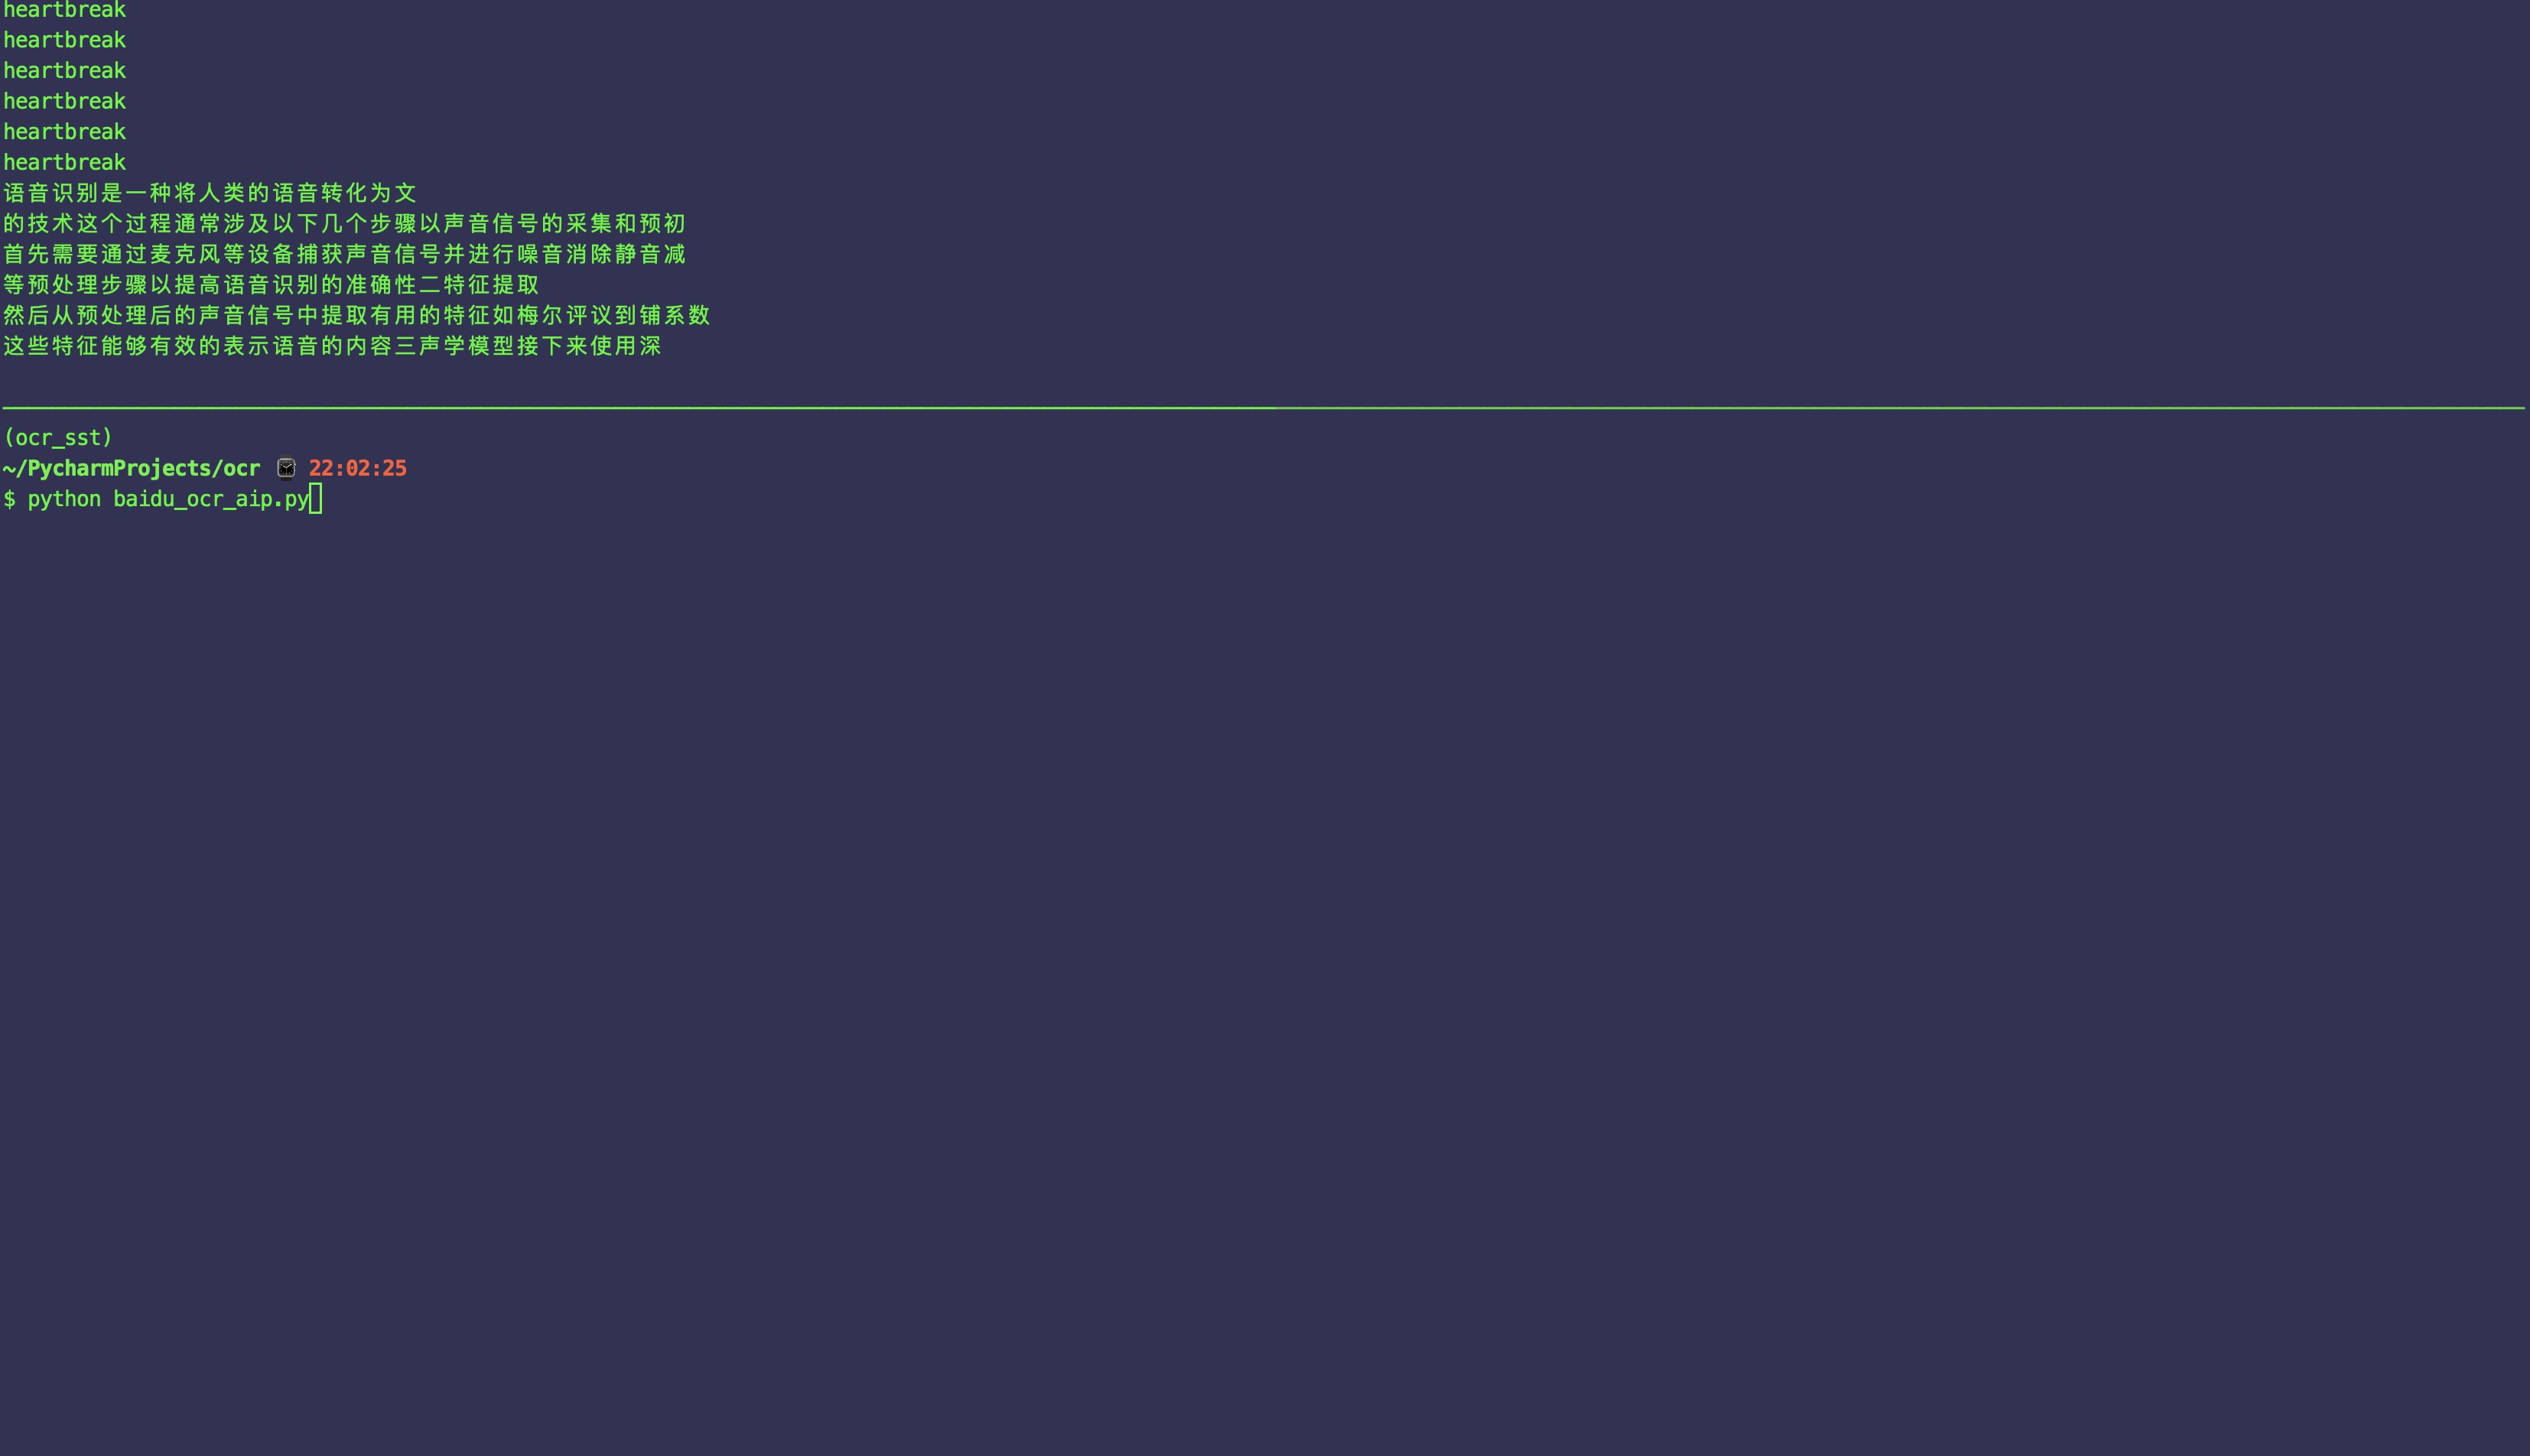 heartbreak
heartbreak
heartbreak
heartbreak
heartbreak
heartbreak
语音识别是一种将人类的语音转化为文
的技术这个过程通常涉及以下几个步骤以声音信号的采集和预初
首先需要通过麦克风等设备捕获声音信号并进行噪音消除静音减
等预处理步骤以提高语音识别的准确性二特征提取
然后从预处理后的声音信号中提取有用的特征如梅尔评议到铺系数
这些特征能够有效的表示语音的内容三声学模型接下来使用深
(ocr_sst)
~/PycharmProjects/ocr ⌚ 22:02:25
$ python baidu_ocr_aip.py